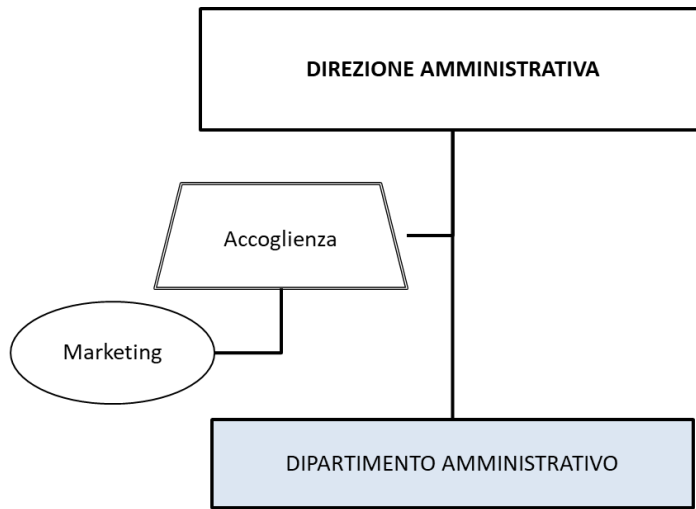 DIREZIONE AMMINISTRATIVA
Accoglienza
Marketing
DIPARTIMENTO AMMINISTRATIVO